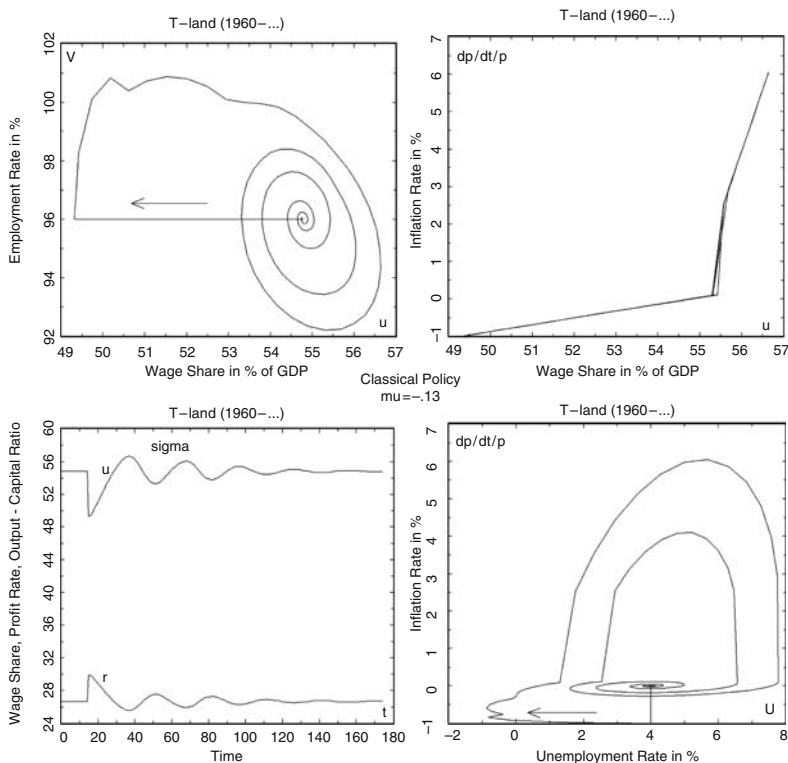 T−land (1960−...)
V
Employment Rate in %
102
100
98
96
94
92
u
49 50 51 52 53 54 55 56 57
Wage Share in % of GDP
T−land (1960−...)
dp/dt/p
Inflation Rate in %
7
6
5
4
3
2
1
0
−1
u
49 50 51 52 53 54 55 56 57
Wage Share in % of GDP
Classical Policy
mu=−.13
T−land (1960−...)
Wage Share, Profit Rate, Output - Capital Ratio
60
56
52
48
44
40
36
32
28
24
sigma
u
r
t
0 20 40 60 80 100 120 140 160 180
Time
T−land (1960−...)
dp/dt/p
Inflation Rate in %
7
6
5
4
3
2
1
0
−1
U
−2 0 2 4 6 8
Unemployment Rate in %